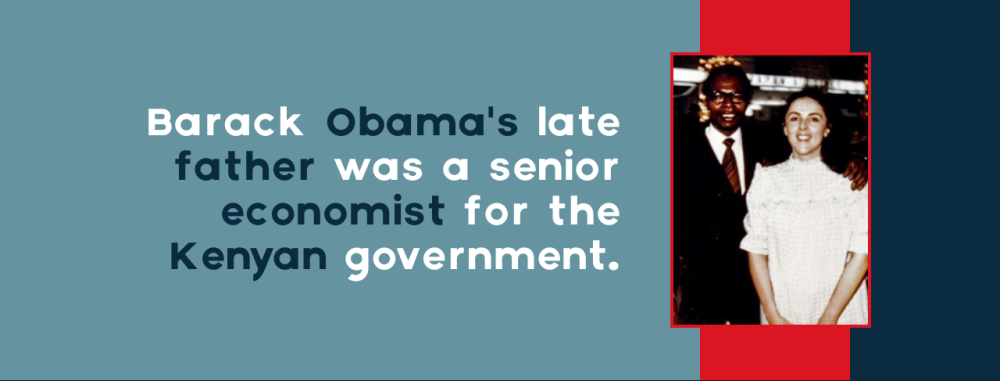 Barack Obama's late
father was a senior
economist for the
Kenyan government.